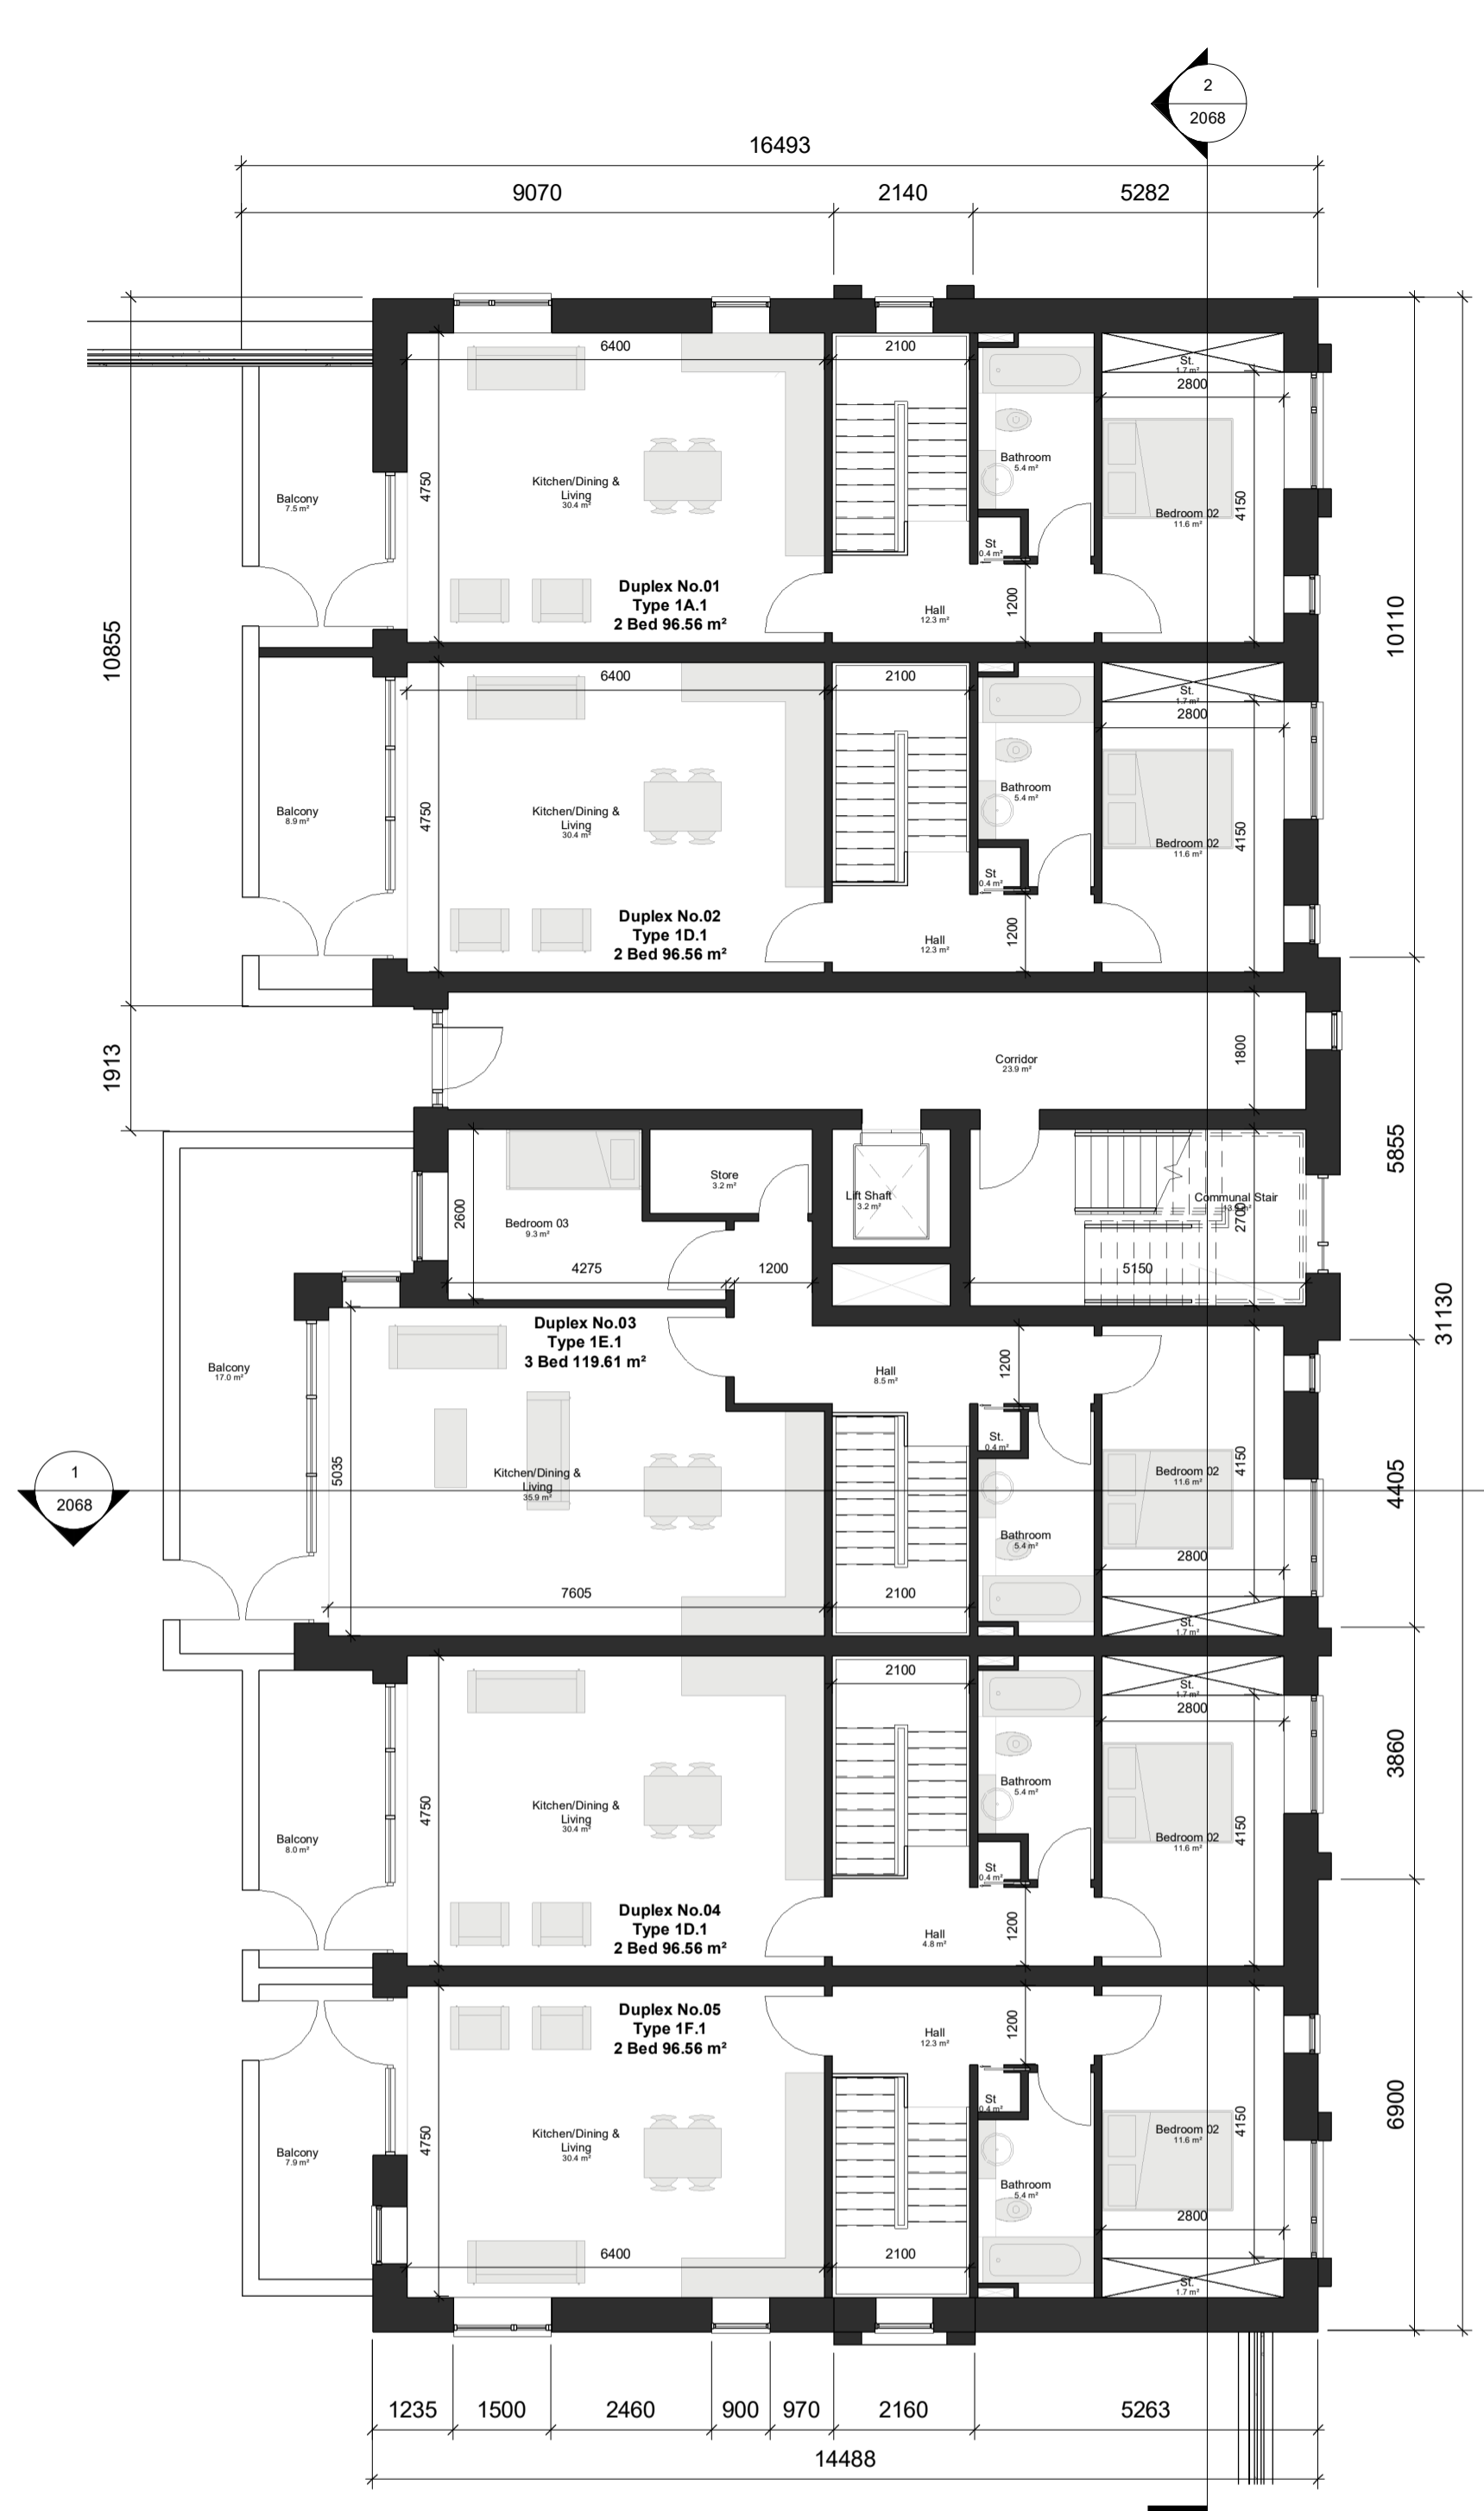 2
2068
16493
9070
2140
5282
10855
1913
10110
5855
4405
3860
6900
31130
6400
2100
St.
1.7 m²
2800
4750
Balcony
7.5 m²
Kitchen/Dining &
Living
30.4 m²
Bathroom
5.4 m²
Bedroom 02
11.6 m²
4150
St
0.4 m²
Duplex No.01
Type 1A.1
2 Bed 96.56 m²
Hall
12.3 m²
1200
6400
2100
St.
1.7 m²
2800
4750
Balcony
8.9 m²
Kitchen/Dining &
Living
30.4 m²
Bathroom
5.4 m²
Bedroom 02
11.6 m²
4150
St
0.4 m²
Duplex No.02
Type 1D.1
2 Bed 96.56 m²
Hall
12.3 m²
1200
Corridor
23.9 m²
1800
Store
3.2 m²
Lift Shaft
3.2 m²
Communal Stair
2700
2600
Bedroom 03
9.3 m²
4275
1200
5150
Duplex No.03
Type 1E.1
3 Bed 119.61 m²
Balcony
17.0 m²
Hall
8.5 m²
1200
St.
0.4 m²
5035
Kitchen/Dining &
Living
35.9 m²
Bedroom 02
11.6 m²
4150
1
2068
Bathroom
5.4 m²
2800
7605
2100
St.
1.7 m²
2100
St.
1.7 m²
2800
4750
Balcony
8.0 m²
Kitchen/Dining &
Living
30.4 m²
Bathroom
5.4 m²
Bedroom 02
11.6 m²
4150
St
0.4 m²
Duplex No.04
Type 1D.1
2 Bed 96.56 m²
Hall
4.8 m²
1200
Duplex No.05
Type 1F.1
2 Bed 96.56 m²
Hall
12.3 m²
1200
St
0.4 m²
4750
Balcony
7.9 m²
Kitchen/Dining &
Living
30.4 m²
Bedroom 02
11.6 m²
4150
Bathroom
5.4 m²
2800
6400
2100
St.
1.7 m²
1235
1500
2460
900
970
2160
5263
14488